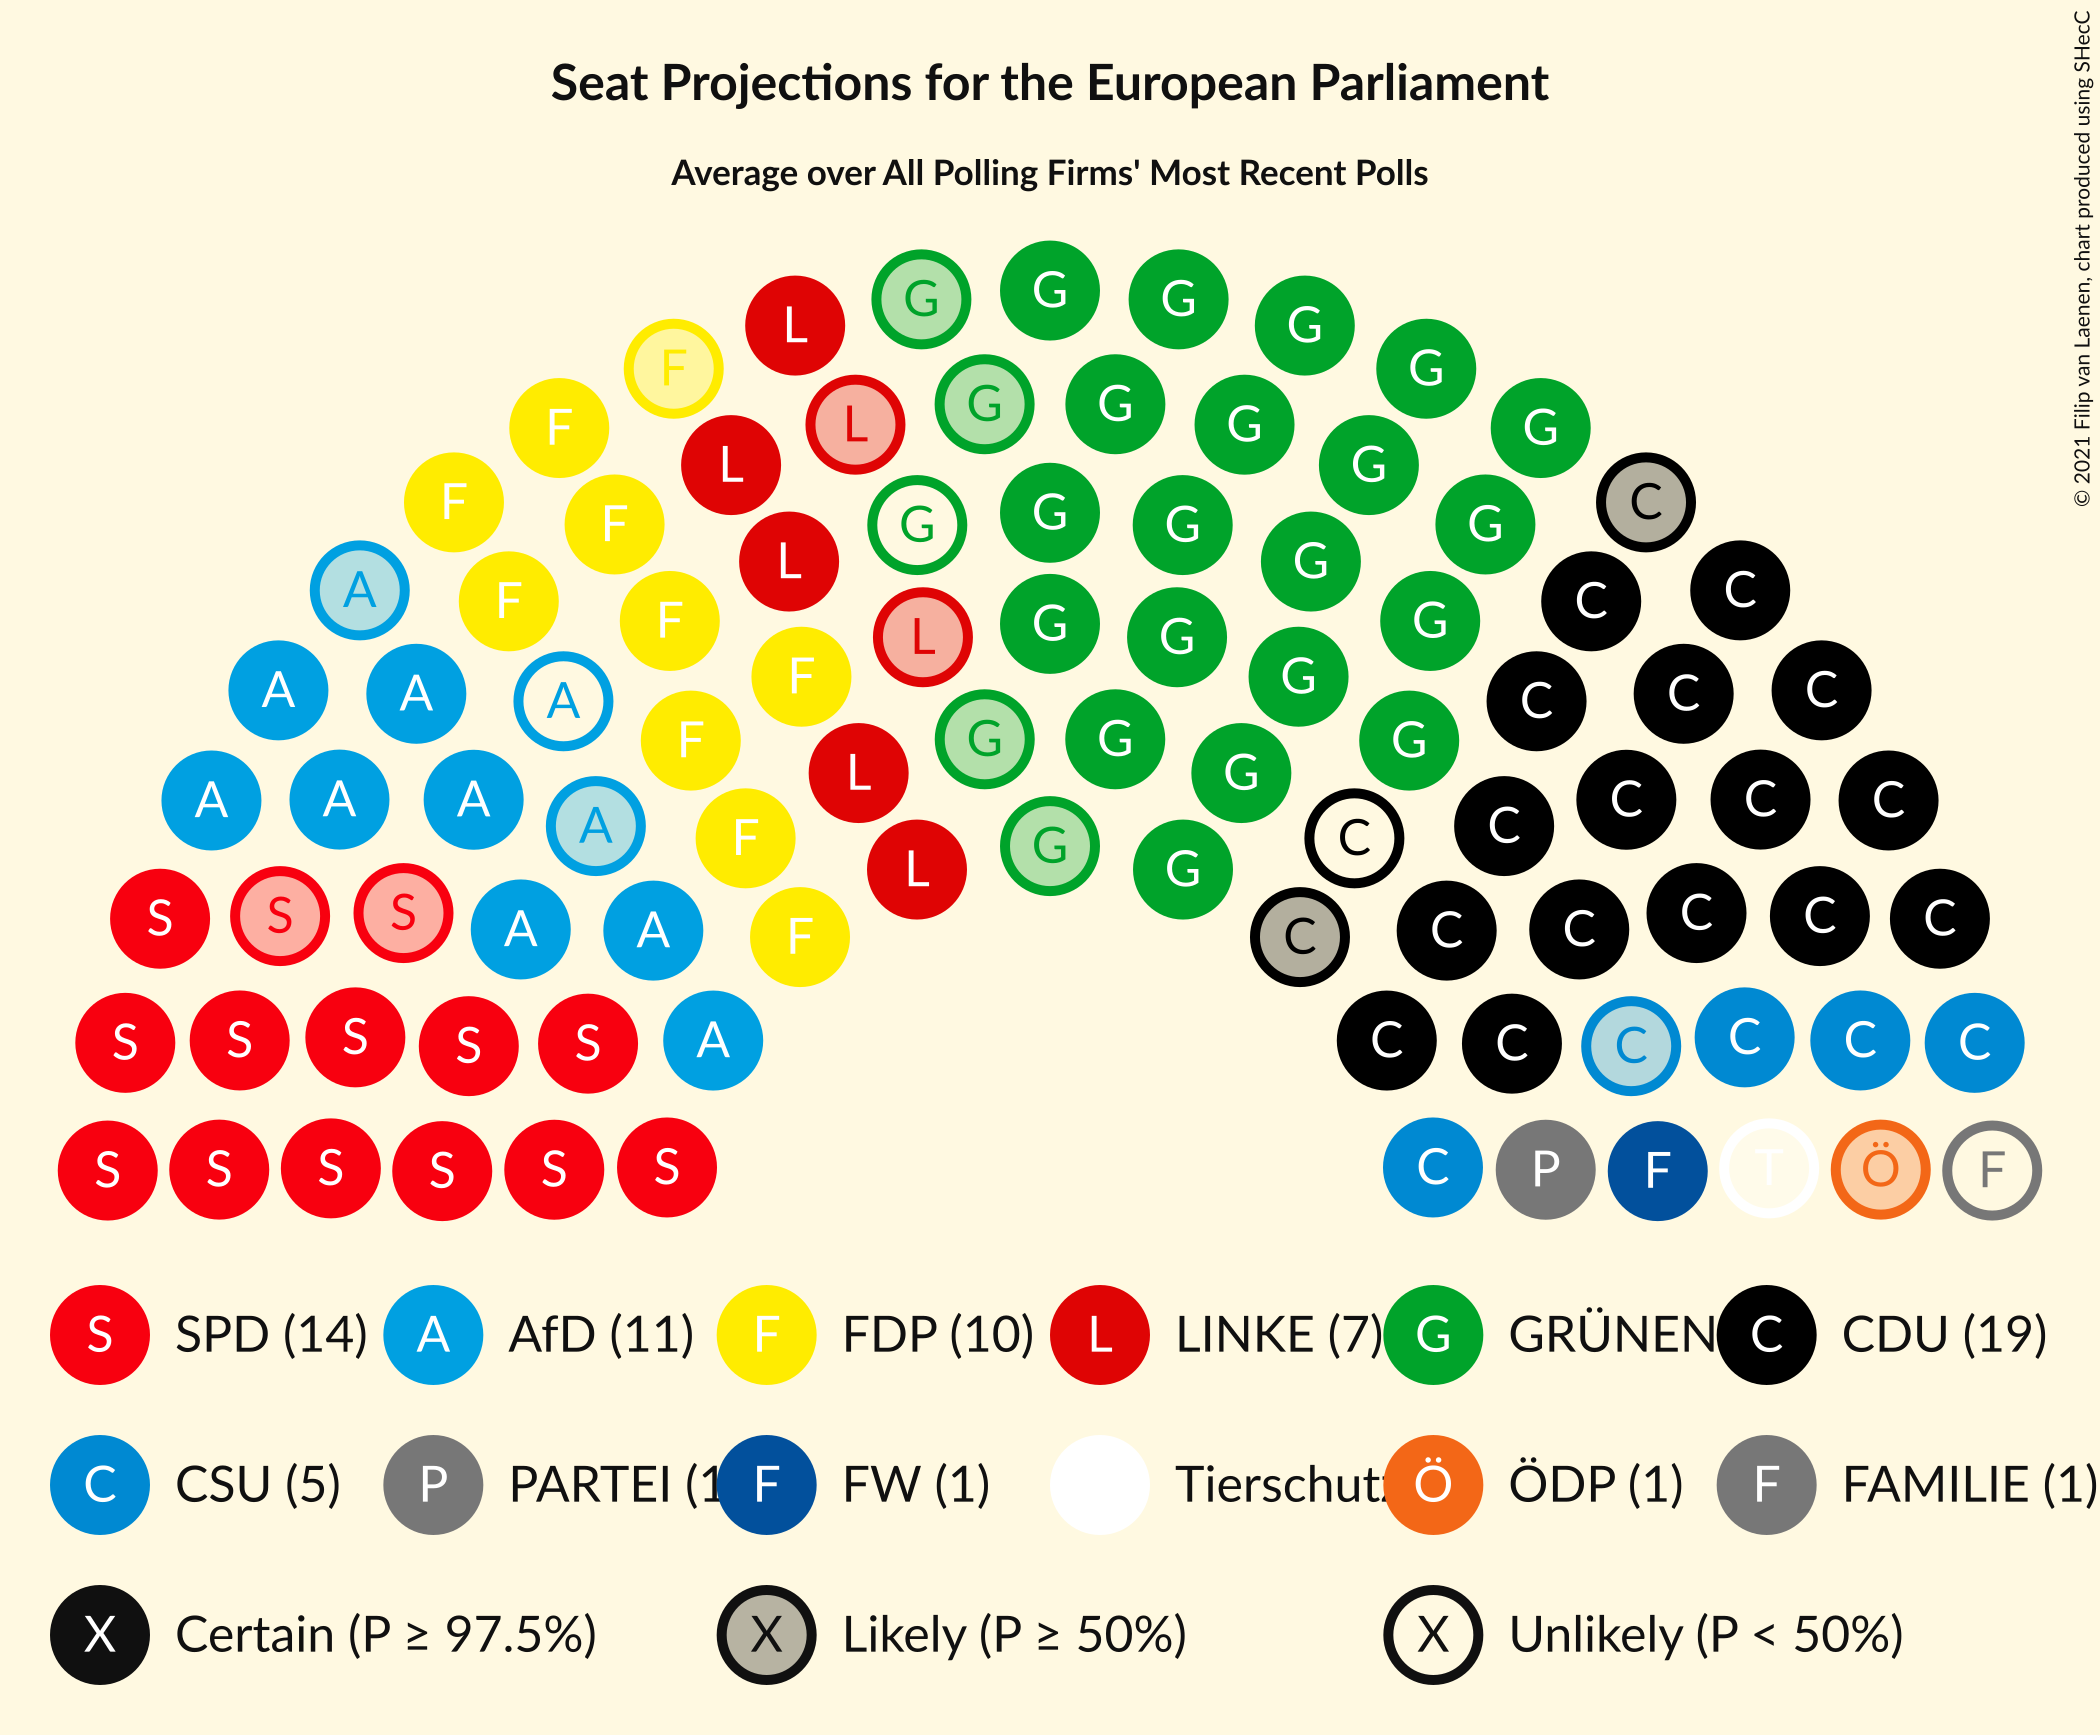 Seat Projections for the European Parliament
Average over All Polling Firms' Most Recent Polls
© 2021 Filip van Laenen, chart produced using SHecC
G G G G
L G
F G G G G
F L G
L G G G G
F G C
F L G G G
F L G C
A F G G C
F L G G
A A A F G G C C C
F G
A A A A F L G G C C C C C
F C
S S S A A F L G G C C C C C C
S S S S S A C C C C C C
S S S S S S C P F T Ö F
S SPD (14) A AfD (11) F FDP (10) L LINKE (7) G GRÜNEN C CDU (19)
C CSU (5) P PARTEI (1 F FW (1) Tierschutz Ö ÖDP (1) F FAMILIE (1)
X Certain (P ≥ 97.5%) X Likely (P ≥ 50%) X Unlikely (P < 50%)